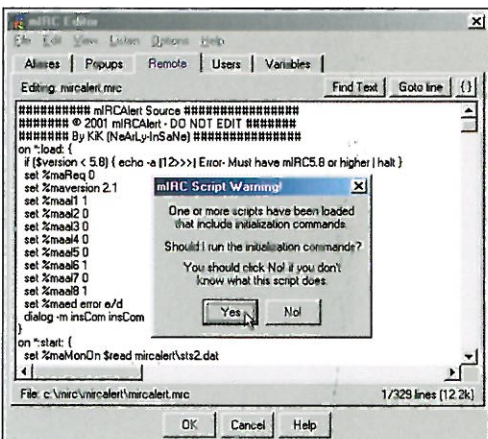 mIRC Editor
File Edit View Listen Options Help
Aliases Popups Remote Users Variables
Editing: mircalert.mrc Find Text Goto line {}
########## mIRCAlert Source ################
####### © 2001 mIRCAlert - DO NOT EDIT #######
####### By KiK (NeArLy-InSaNe) ##############
on *:load: {
if ($version < 5.8) { echo -a [12>>>] Error- Must have mIRC5.8 or higher | halt }
set %maReq 0
set %maversion 2.1
set %maal1 1
set %maal2 0
set %maal3 0
set %maal4 0
set %maal5 0
set %maal6 1
set %maal7 0
set %maal8 1
set %maed error e/d
dialog -m insCom insCom
}
on *:start: {
set %maMonOn $read mircalert\sts2.dat
mIRC Script Warning!
One or more scripts have been loaded
that include initialization commands.
Should I run the initialization commands?
You should click No! if you don't
know what this script does.
Yes No!
File: c:\mirc\mircalert\mircalert.mrc 1/329 lines (12.2k)
OK Cancel Help